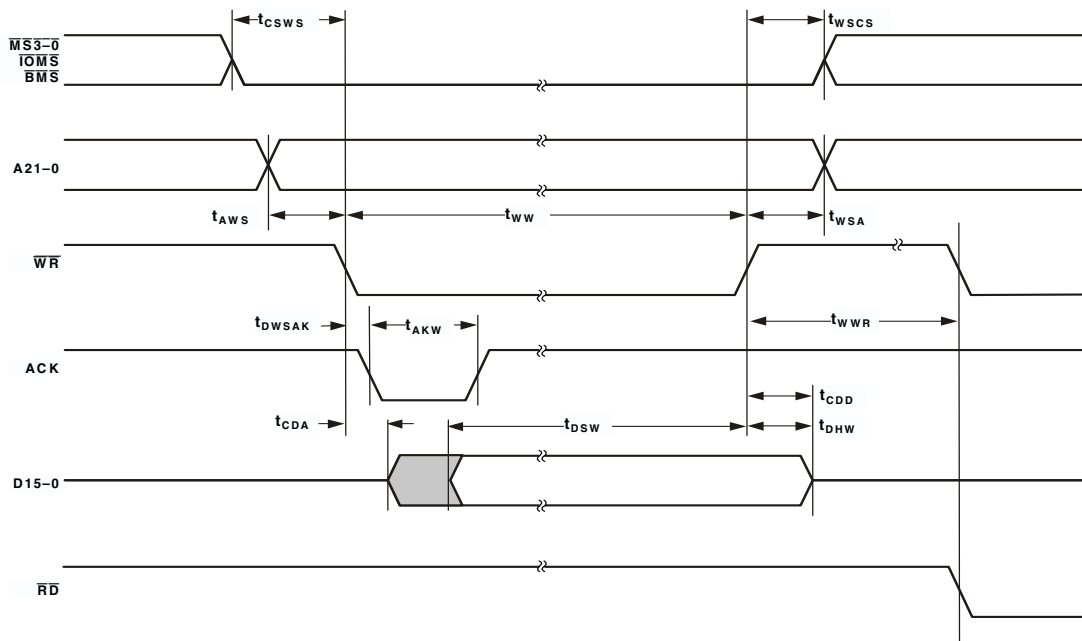 tCSWS
tWSCS
MS3–0
IOMS
BMS
A21–0
tAWS
tWW
tWSA
WR
tDWSAK
tAKW
tWWR
ACK
tCDD
tCDA
tDSW
tDHW
D15–0
RD